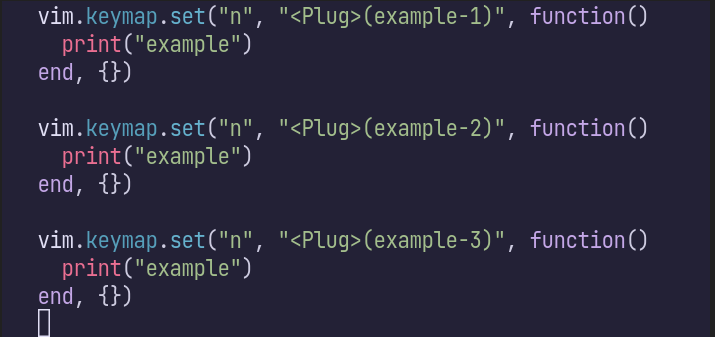 vim.keymap.set("n", "<Plug>(example-1)", function()
  print("example")
end, {})

vim.keymap.set("n", "<Plug>(example-2)", function()
  print("example")
end, {})

vim.keymap.set("n", "<Plug>(example-3)", function()
  print("example")
end, {})